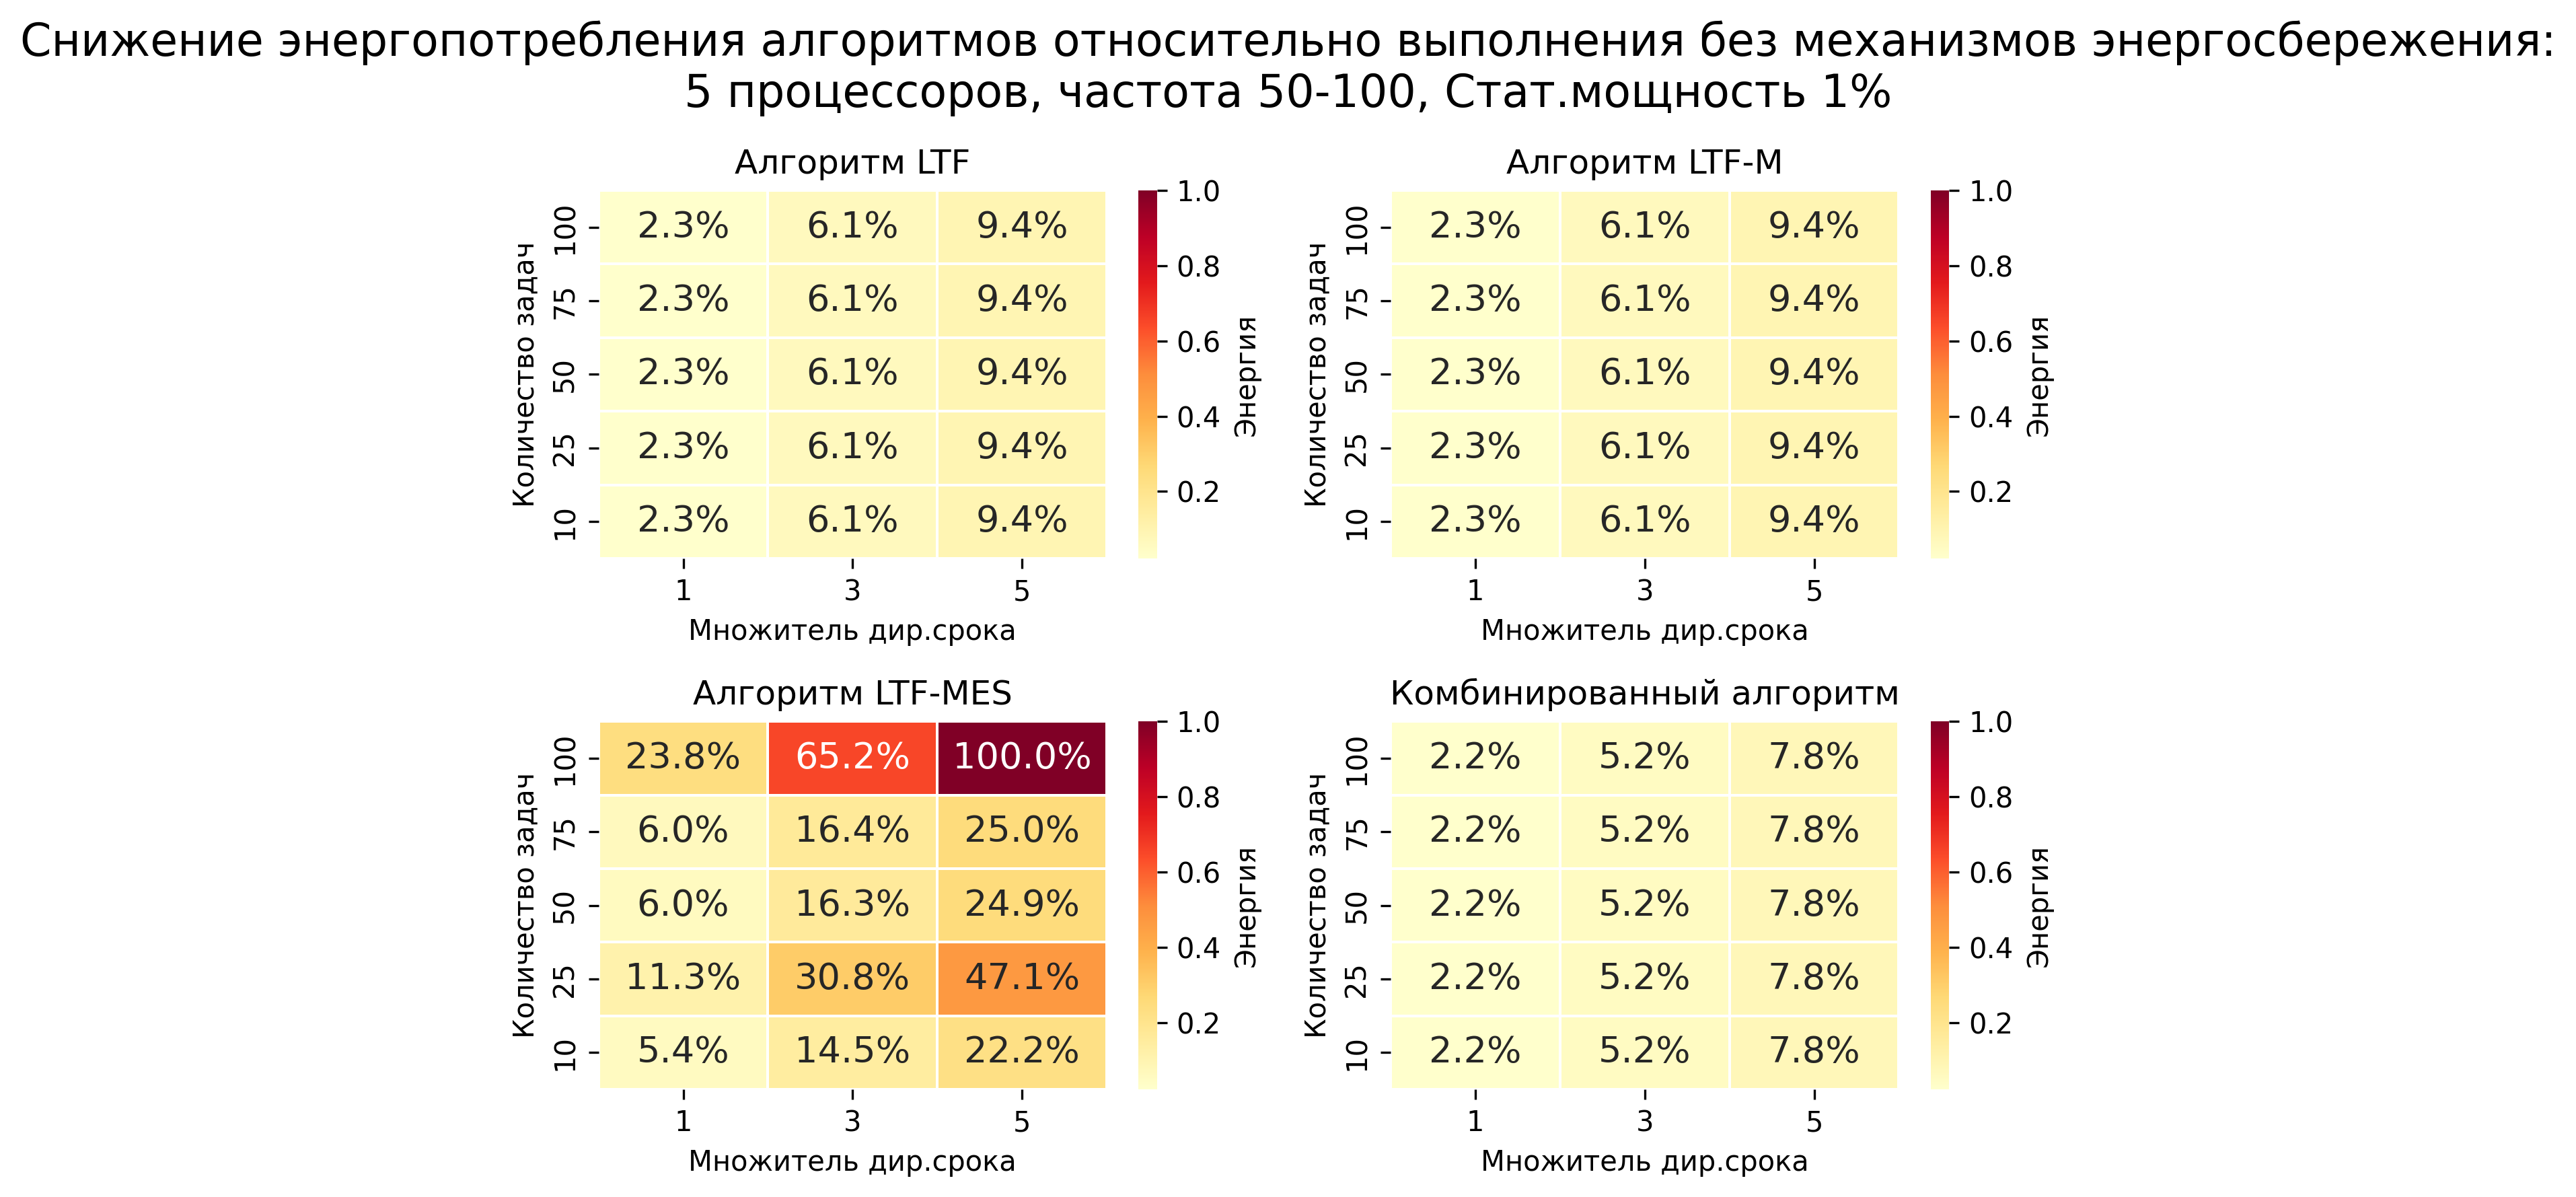 Снижение энергопотребления алгоритмов относительно выполнения без механизмов энергосбережения:
5 процессоров, частота 50-100, Стат.мощность 1%
Алгоритм LTF
Количество задач
100
2.3% 6.1% 9.4%
75
2.3% 6.1% 9.4%
50
2.3% 6.1% 9.4%
25
2.3% 6.1% 9.4%
10
2.3% 6.1% 9.4%
1 3 5
Множитель дир.срока
1.0
0.8
0.6
0.4
0.2
Энергия
Алгоритм LTF-M
Количество задач
100
2.3% 6.1% 9.4%
75
2.3% 6.1% 9.4%
50
2.3% 6.1% 9.4%
25
2.3% 6.1% 9.4%
10
2.3% 6.1% 9.4%
1 3 5
Множитель дир.срока
1.0
0.8
0.6
0.4
0.2
Энергия
Алгоритм LTF-MES
Количество задач
100
23.8% 65.2% 100.0%
75
6.0% 16.4% 25.0%
50
6.0% 16.3% 24.9%
25
11.3% 30.8% 47.1%
10
5.4% 14.5% 22.2%
1 3 5
Множитель дир.срока
1.0
0.8
0.6
0.4
0.2
Энергия
Комбинированный алгоритм
Количество задач
100
2.2% 5.2% 7.8%
75
2.2% 5.2% 7.8%
50
2.2% 5.2% 7.8%
25
2.2% 5.2% 7.8%
10
2.2% 5.2% 7.8%
1 3 5
Множитель дир.срока
1.0
0.8
0.6
0.4
0.2
Энергия